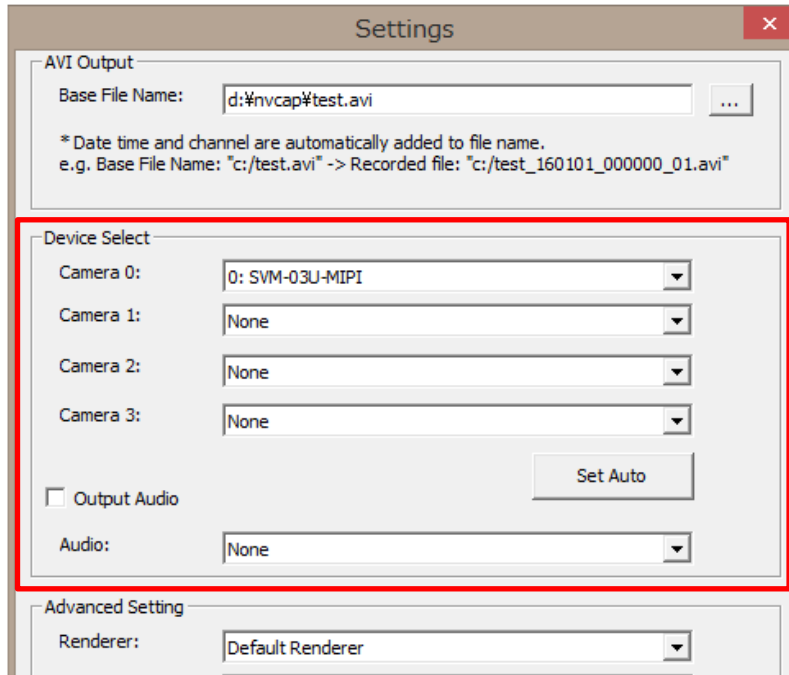 Settings
AVI Output
Base File Name: d:¥nvcap¥test.avi ...
* Date time and channel are automatically added to file name.
e.g. Base File Name: "c:/test.avi" -> Recorded file: "c:/test_160101_000000_01.avi"
Device Select
Camera 0: 0: SVM-03U-MIPI
Camera 1: None
Camera 2: None
Camera 3: None
Set Auto
Output Audio
Audio: None
Advanced Setting
Renderer: Default Renderer